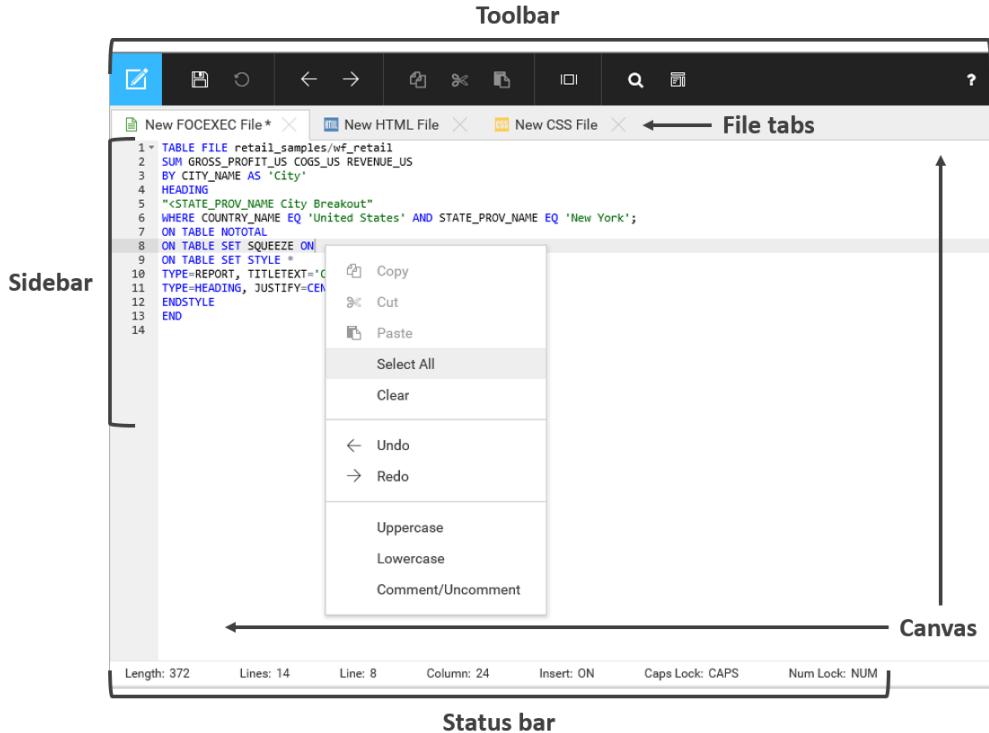 Toolbar
?
New FOCEXEC File*
New HTML File
New CSS File
File tabs
1 TABLE FILE retail_samples/wf_retail
2 SUM GROSS_PROFIT_US COGS_US REVENUE_US
3 BY CITY_NAME AS 'City'
4 HEADING
5 "<STATE_PROV_NAME City Breakout"
6 WHERE COUNTRY_NAME EQ 'United States' AND STATE_PROV_NAME EQ 'New York';
7 ON TABLE NOTOTAL
8 ON TABLE SET SQUEEZE ON
9 ON TABLE SET STYLE *
10 TYPE=REPORT, TITLETEXT='
11 TYPE=HEADING, JUSTIFY=CEN
12 ENDSTYLE
13 END
14
Sidebar
Copy
Cut
Paste
Select All
Clear
Undo
Redo
Uppercase
Lowercase
Comment/Uncomment
Canvas
Length: 372 Lines: 14 Line: 8 Column: 24 Insert: ON Caps Lock: CAPS Num Lock: NUM
Status bar